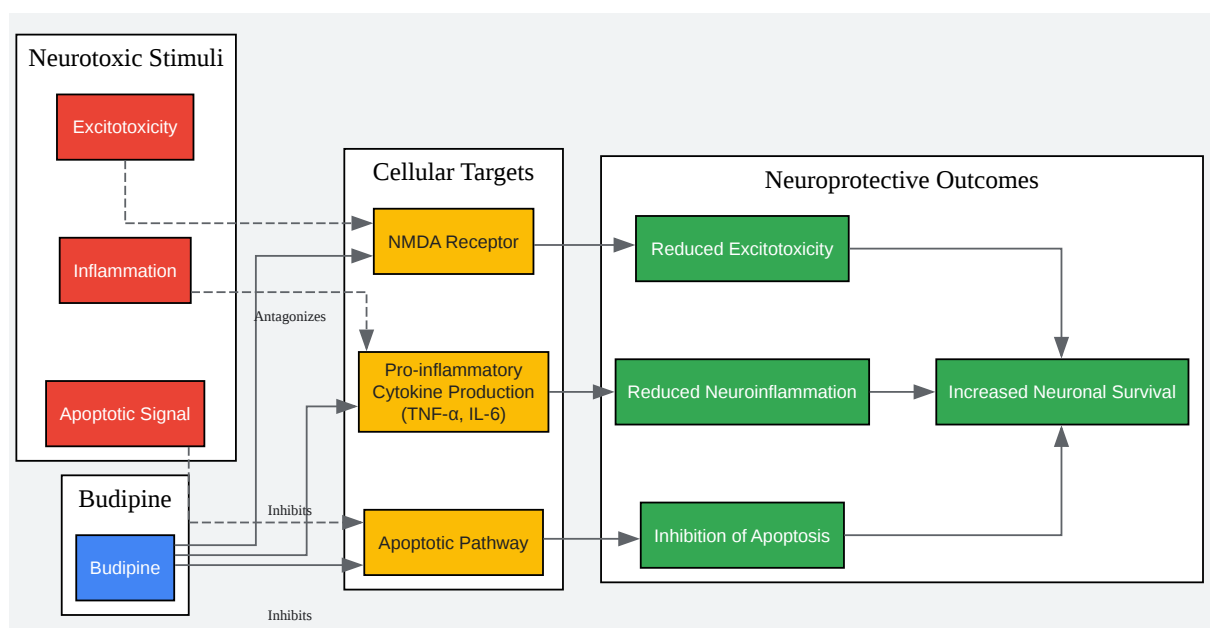 Neurotoxic Stimuli
Excitotoxicity
Inflammation
Apoptotic Signal
Budipine
Budipine
Antagonizes
Inhibits
Inhibits
Cellular Targets
NMDA Receptor
Pro-inflammatory
Cytokine Production
(TNF-α, IL-6)
Apoptotic Pathway
Neuroprotective Outcomes
Reduced Excitotoxicity
Reduced Neuroinflammation
Increased Neuronal Survival
Inhibition of Apoptosis